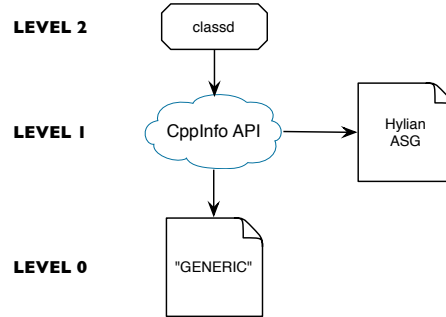 LEVEL 2
classd
LEVEL 1
CppInfo API
Hylian
ASG
LEVEL 0
"GENERIC"